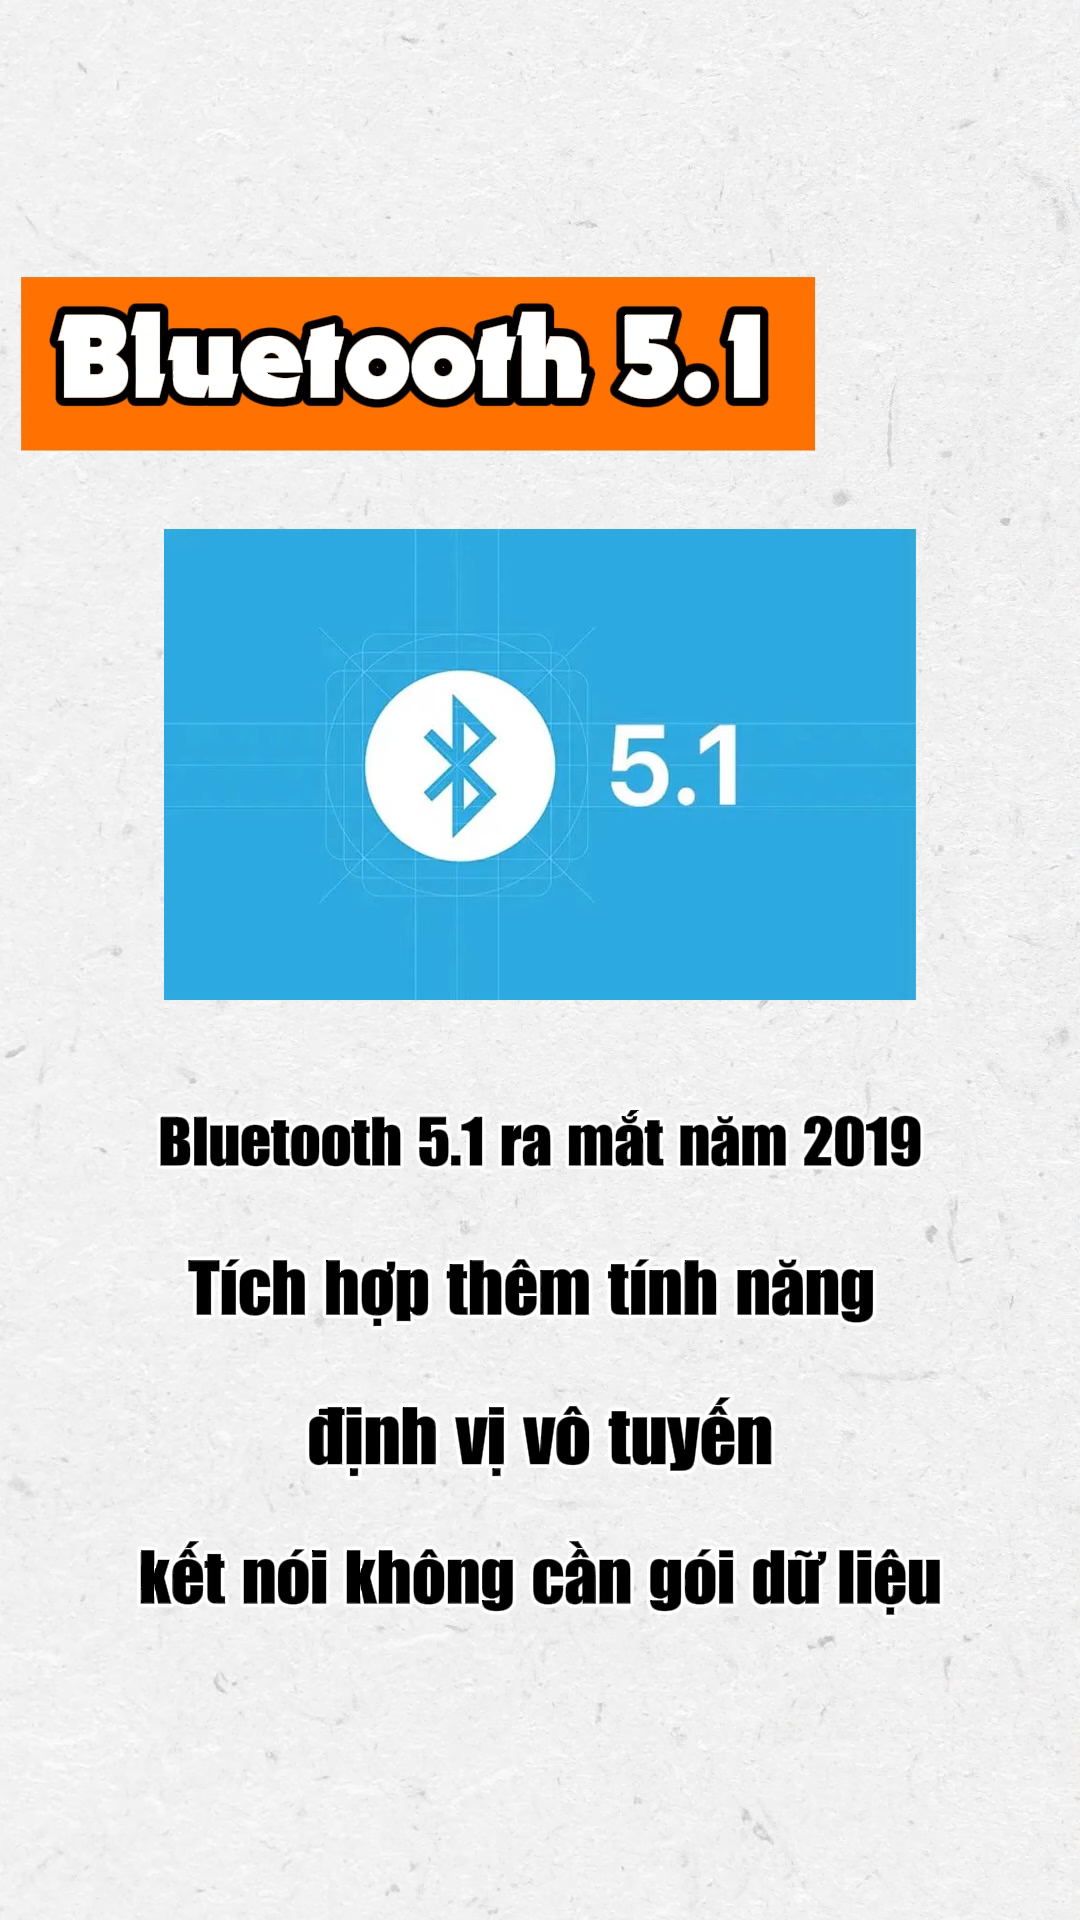 Bluetooth 5.1
5.1
Bluetooth 5.1 ra mắt năm 2019
Tích hợp thêm tính năng
định vị vô tuyến
kết nói không cần gói dữ liệu